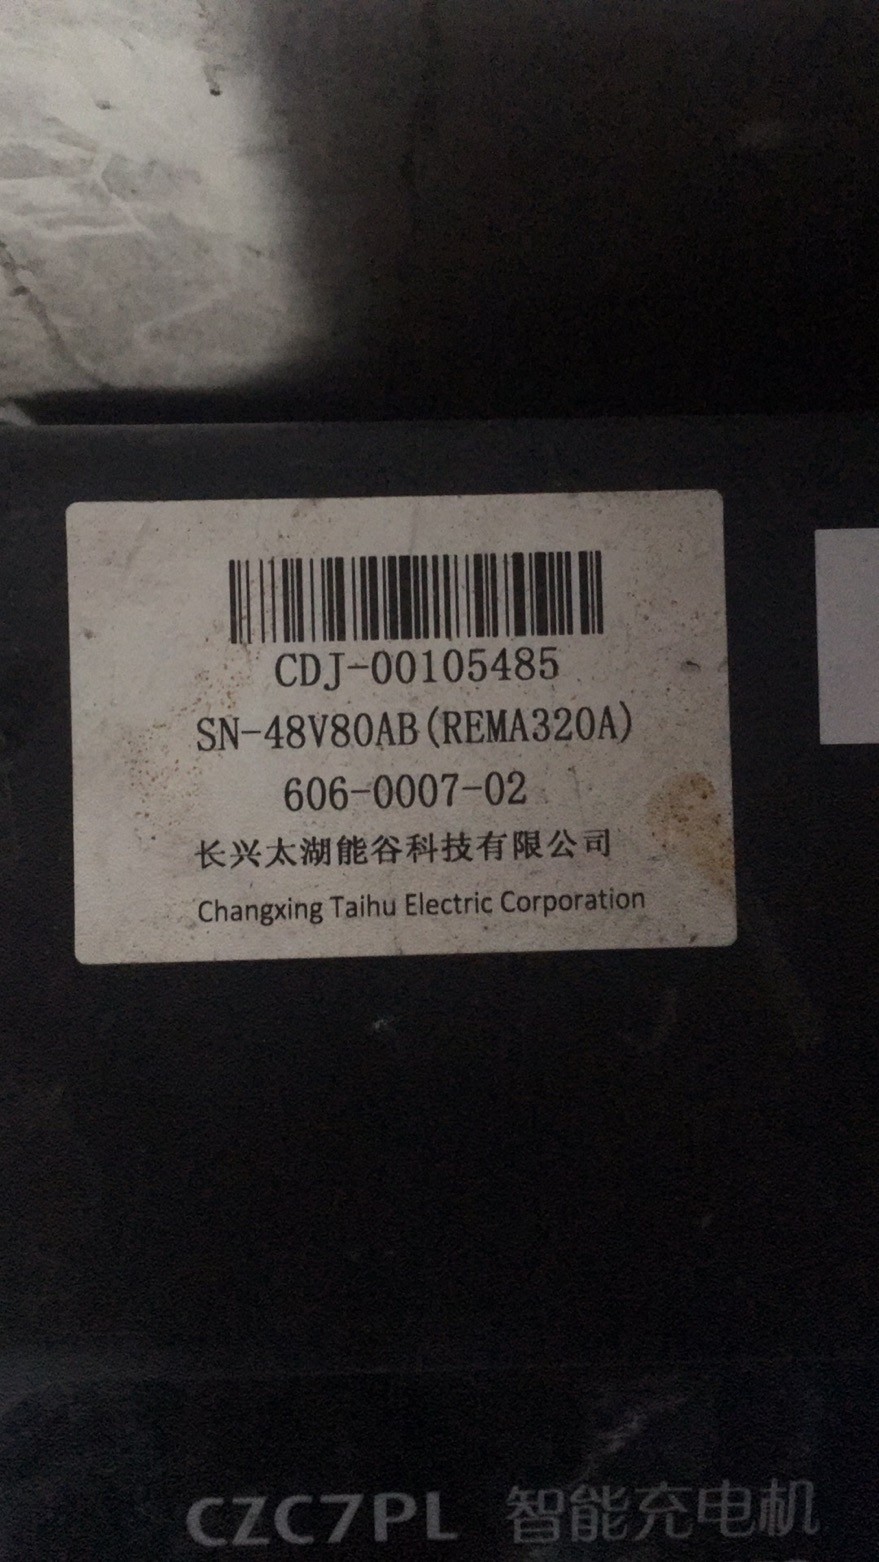 CDJ-00105485
SN-48V80AB(REMA320A)
606-0007-02
长兴太湖能谷科技有限公司
Changxing Taihu Electric Corporation
CZC7PL 智能充电机